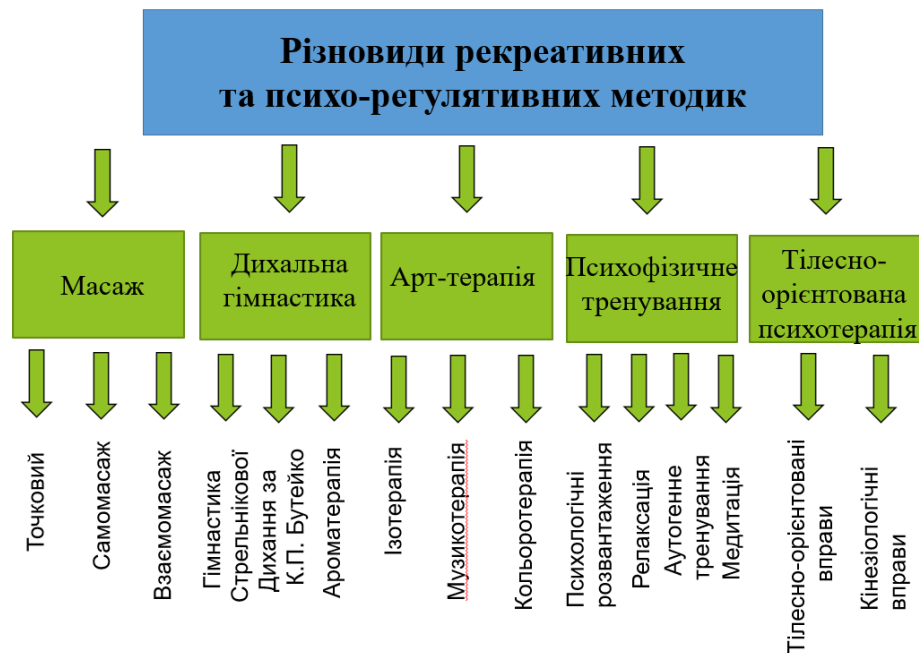 Різновиди рекреативних
та психо-регулятивних методик
Масаж
Дихальна
гімнастика
Арт-терапія
Психофізичне
тренування
Тілесно-
орієнтована
психотерапія
Точковий
Самомасаж
Взаємомасаж
Гімнастика
Стрельнікової
Дихання за
К.П. Бутейко
Ароматерапія
Ізотерапія
Музикотерапія
Кольоротерапія
Психологічні
розвантаження
Релаксація
Аутогенне
тренування
Медитація
Тілесно-орієнтовані
вправи
Кінезіологічні
вправи